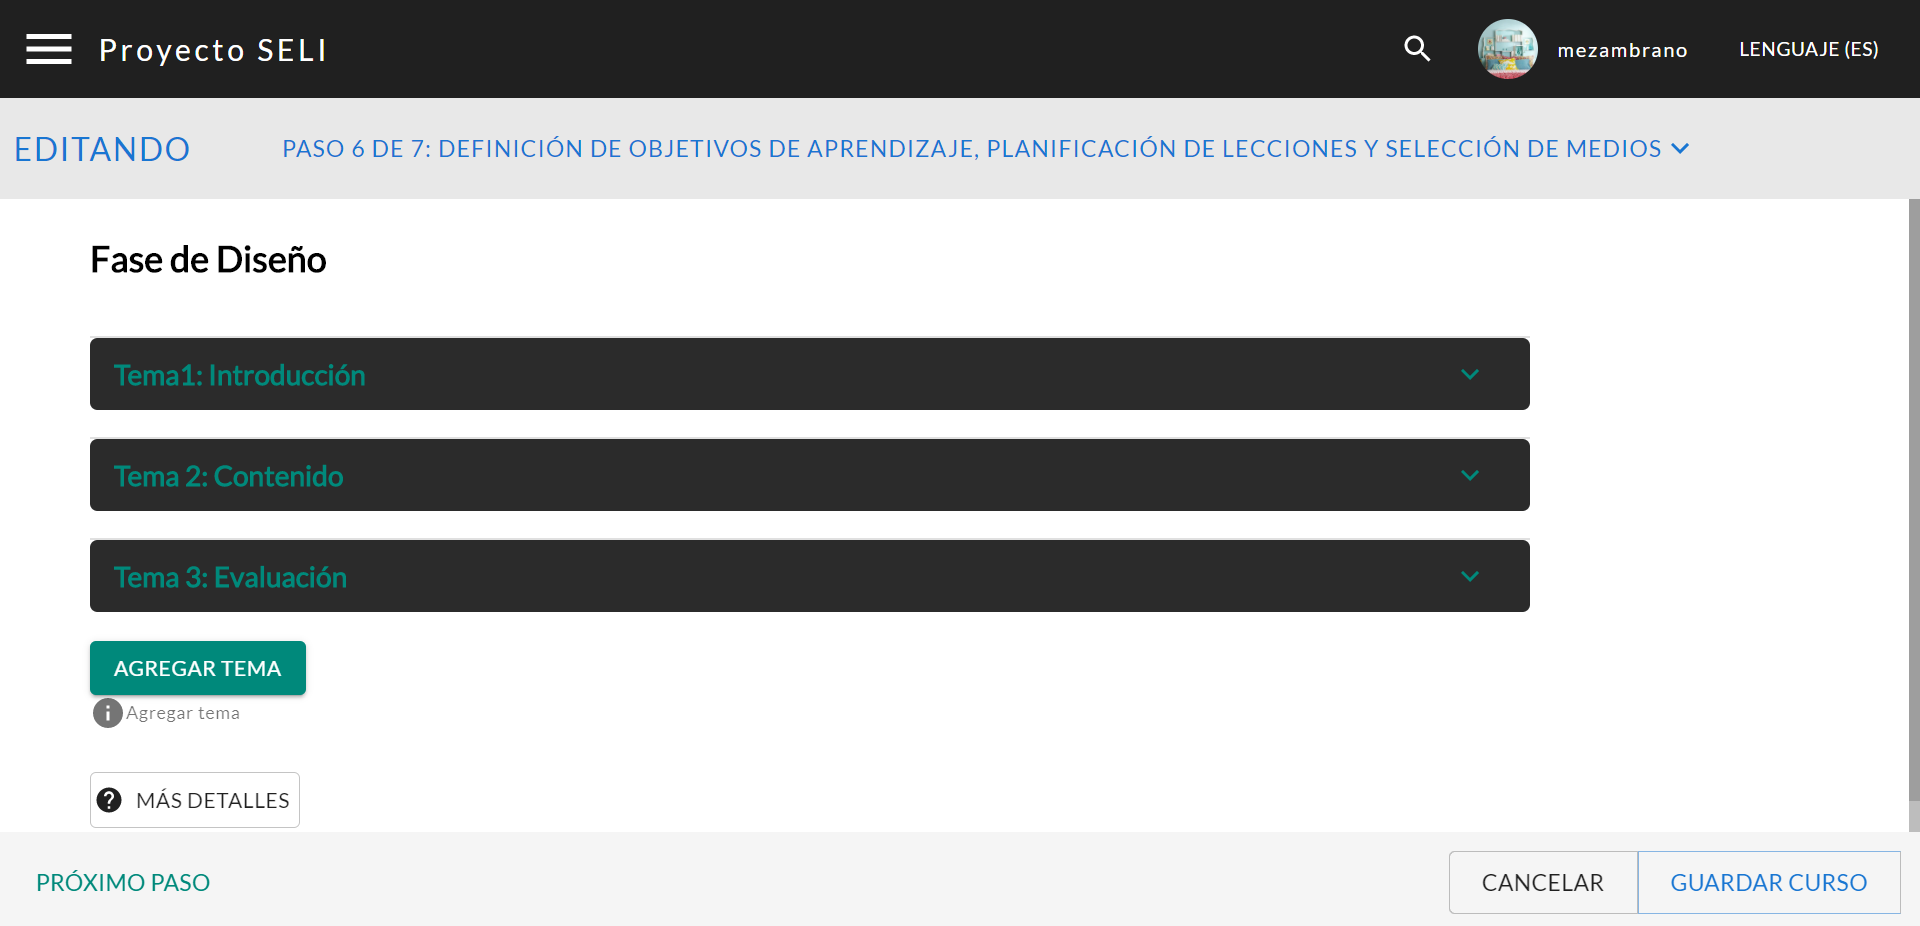 Proyecto SELI
mezambrano
LENGUAJE (ES)
EDITANDO
PASO 6 DE 7: DEFINICIÓN DE OBJETIVOS DE APRENDIZAJE, PLANIFICACIÓN DE LECCIONES Y SELECCIÓN DE MEDIOS
Fase de Diseño
Tema1: Introducción
Tema 2: Contenido
Tema 3: Evaluación
AGREGAR TEMA
Agregar tema
MÁS DETALLES
PRÓXIMO PASO
CANCELAR
GUARDAR CURSO